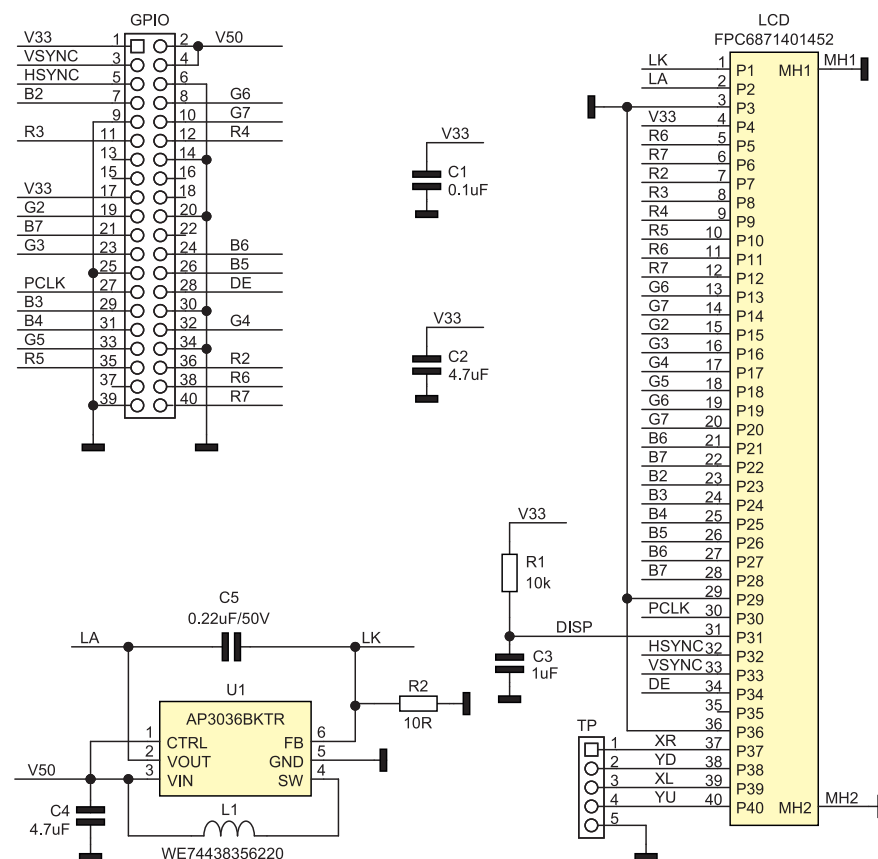 GPIO
V33 1 2 V50
VSYNC 3 4
HSYNC 5 6
B2 7 8 G6
9 10 G7
R3 11 12 R4
13 14
15 16
V33 17 18
G2 19 20
B7 21 22
G3 23 24 B6
25 26 B5
PCLK 27 28 DE
B3 29 30
B4 31 32 G4
G5 33 34
R5 35 36 R2
37 38 R6
39 40 R7
V33
C1
0.1uF
V33
C2
4.7uF
LCD
FPC6871401452
LK 1 P1 MH1 MH1
LA 2 P2
3 P3
V33 4 P4
R6 5 P5
R7 6 P6
R2 7 P7
R3 8 P8
R4 9 P9
R5 10 P10
R6 11 P11
R7 12 P12
G6 13 P13
G7 14 P14
G2 15 P15
G3 16 P16
G4 17 P17
G5 18 P18
G6 19 P19
G7 20 P20
B6 21 P21
B7 22 P22
B2 23 P23
B3 24 P24
B4 25 P25
B5 26 P26
B6 27 P27
B7 28 P28
29 P29
PCLK 30 P30
DISP 31 P31
HSYNC 32 P32
VSYNC 33 P33
DE 34 P34
35 P35
36 P36
XR 37 P37
YD 38 P38
XL 39 P39
YU 40 P40 MH2 MH2
V33
R1
10k
C3
1uF
TP
1
2
3
4
5
C5
0.22uF/50V
LA LK
U1
AP3036BKTR
1 CTRL FB 6
2 VOUT GND 5
V50 3 VIN SW 4
R2
10R
C4
4.7uF
L1
WE74438356220